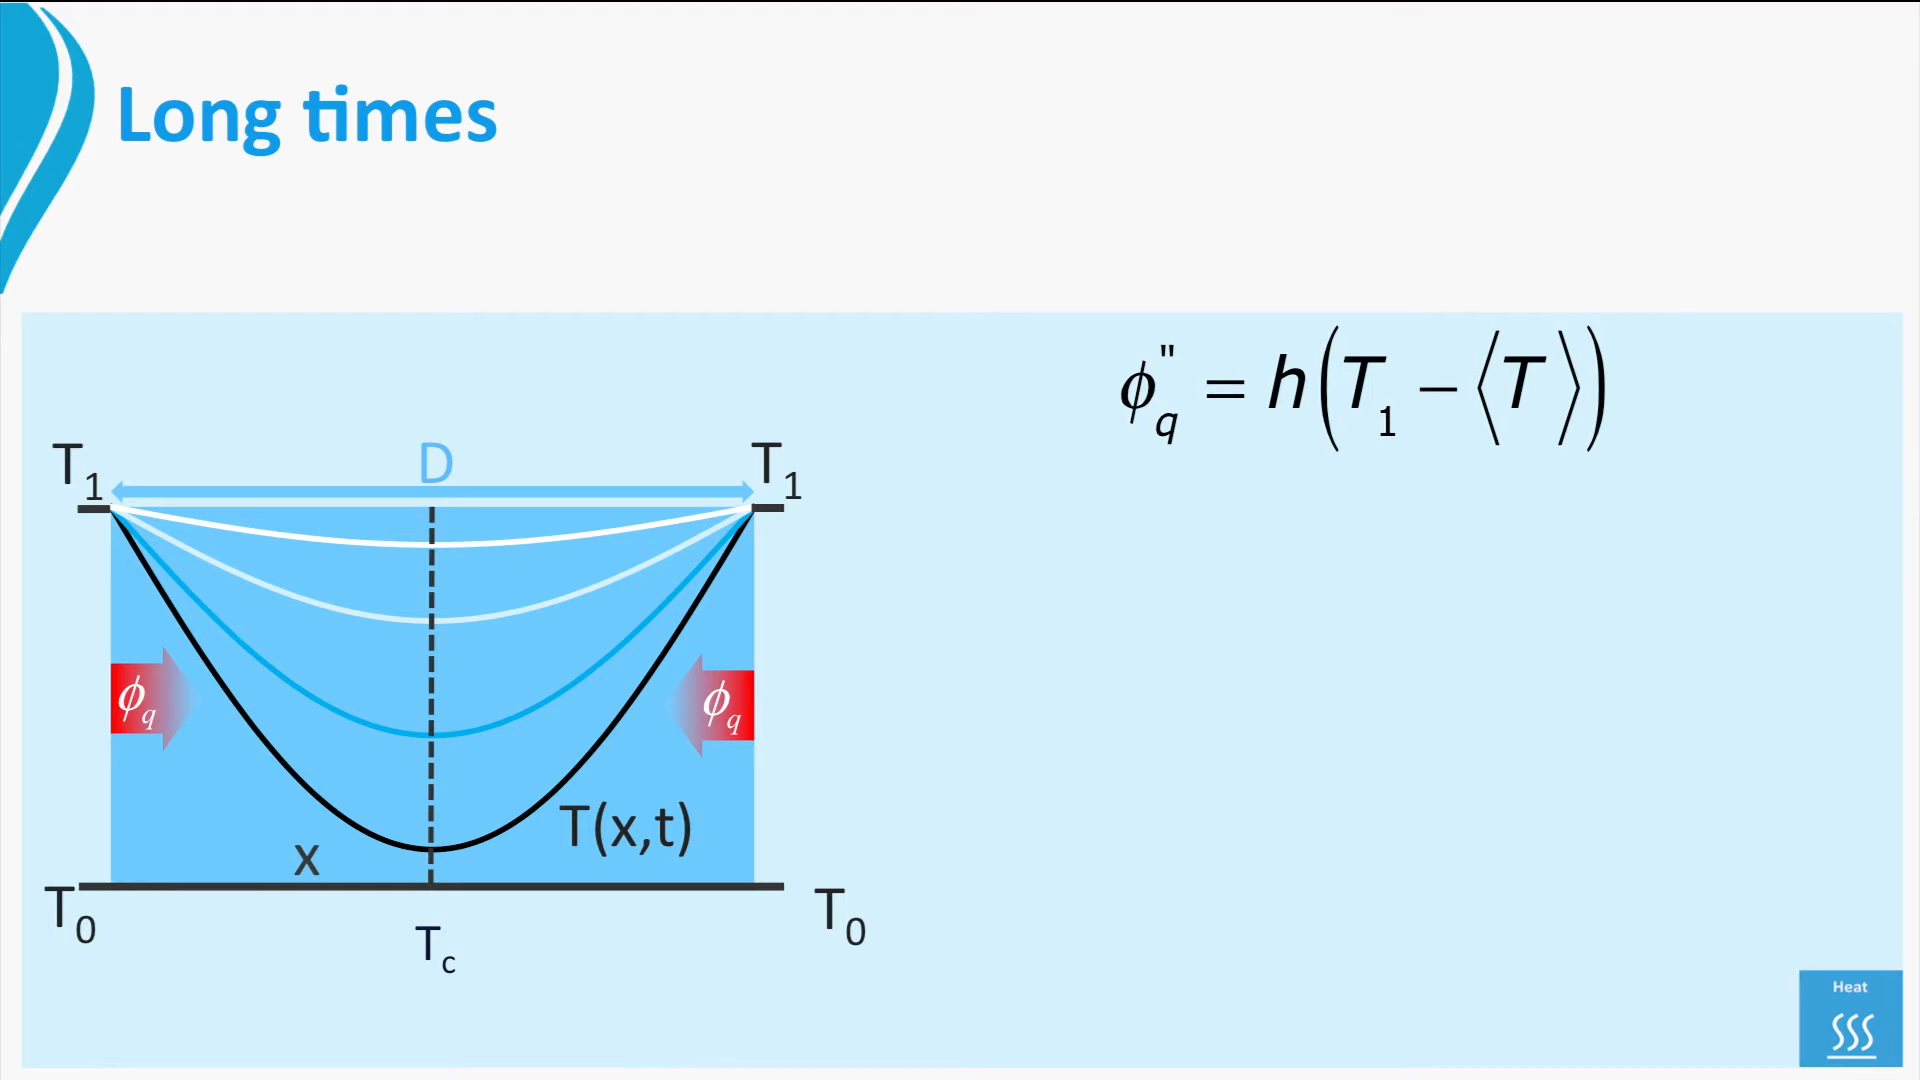 Long times
ϕ"q = h(T1 − ⟨T⟩)
T1 D T1
ϕq ϕq
T(x,t)
x
T0 T0
Tc
Heat